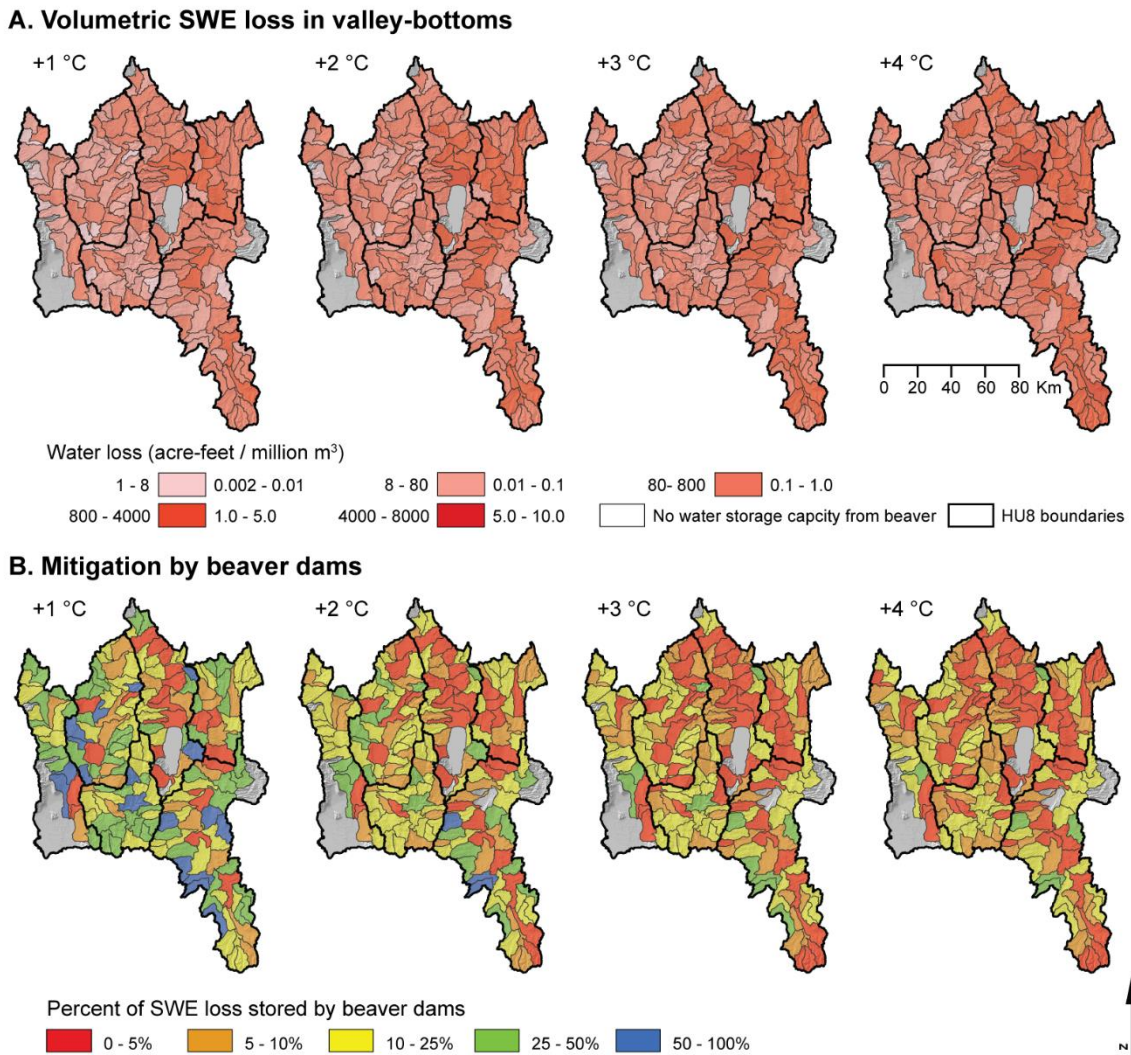 A. Volumetric SWE loss in valley-bottoms
+1 °C +2 °C +3 °C +4 °C
0 20 40 60 80 Km
Water loss (acre-feet / million m³)
1 - 8 0.002 - 0.01 8 - 80 0.01 - 0.1 80- 800 0.1 - 1.0
800 - 4000 1.0 - 5.0 4000 - 8000 5.0 - 10.0 No water storage capcity from beaver HU8 boundaries
B. Mitigation by beaver dams
+1 °C +2 °C +3 °C +4 °C
Percent of SWE loss stored by beaver dams
0 - 5% 5 - 10% 10 - 25% 25 - 50% 50 - 100%
N